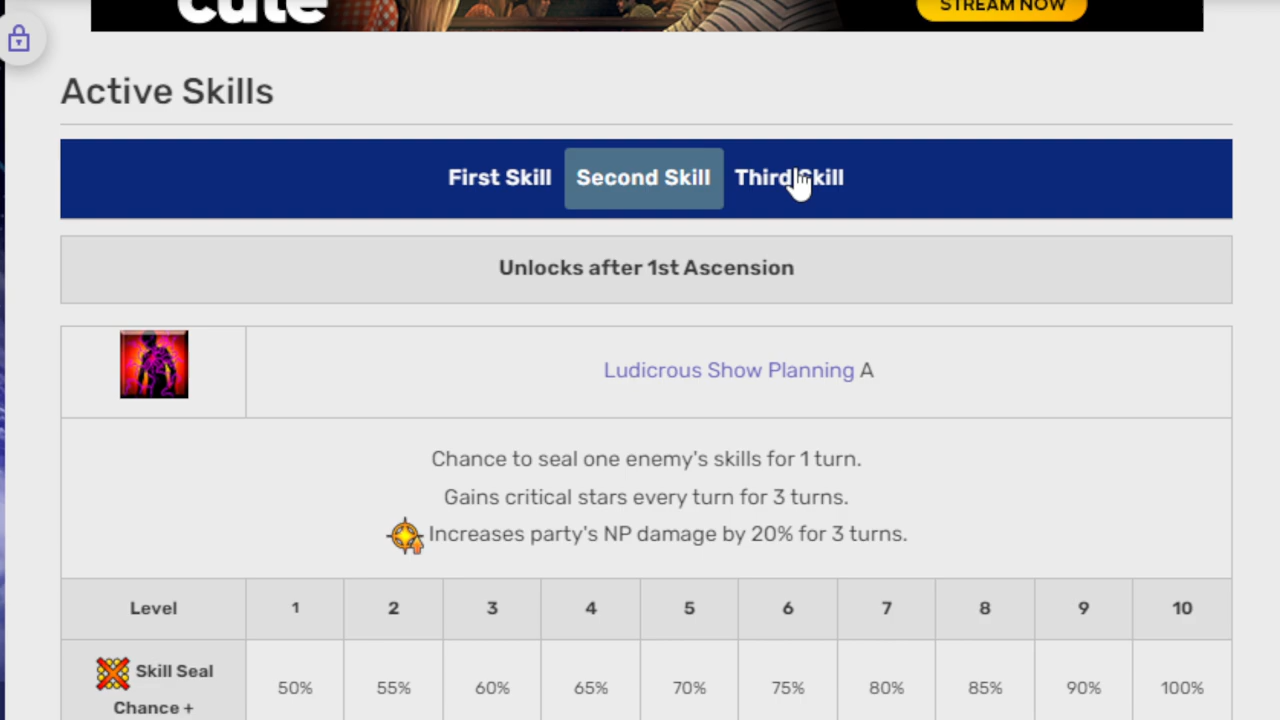 cute
STREAM NOW
Active Skills
First Skill Second Skill Third Skill
Unlocks after 1st Ascension
Ludicrous Show Planning A
Chance to seal one enemy's skills for 1 turn.
Gains critical stars every turn for 3 turns.
Increases party's NP damage by 20% for 3 turns.
Level 1 2 3 4 5 6 7 8 9 10
Skill Seal
Chance + 50% 55% 60% 65% 70% 75% 80% 85% 90% 100%